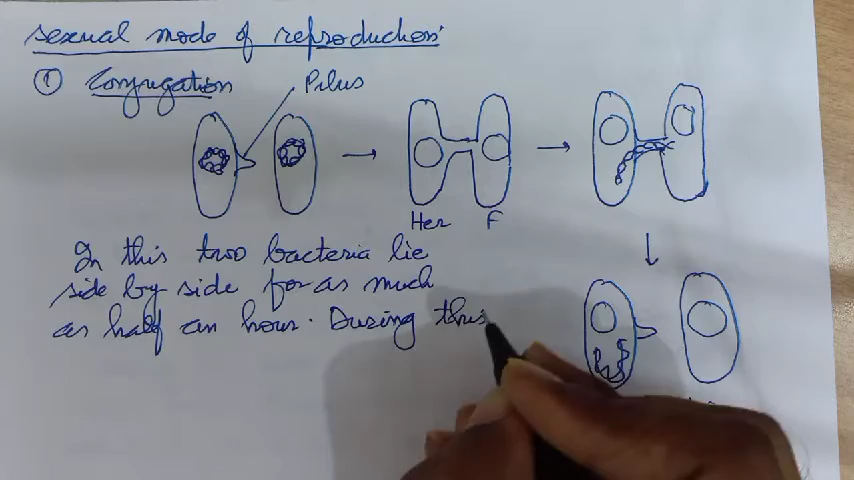 sexual mode of reproduction:
① Conjugation
Pilus
Her F
In this two bacteria lie
side by side for as much
as half an hour. During this